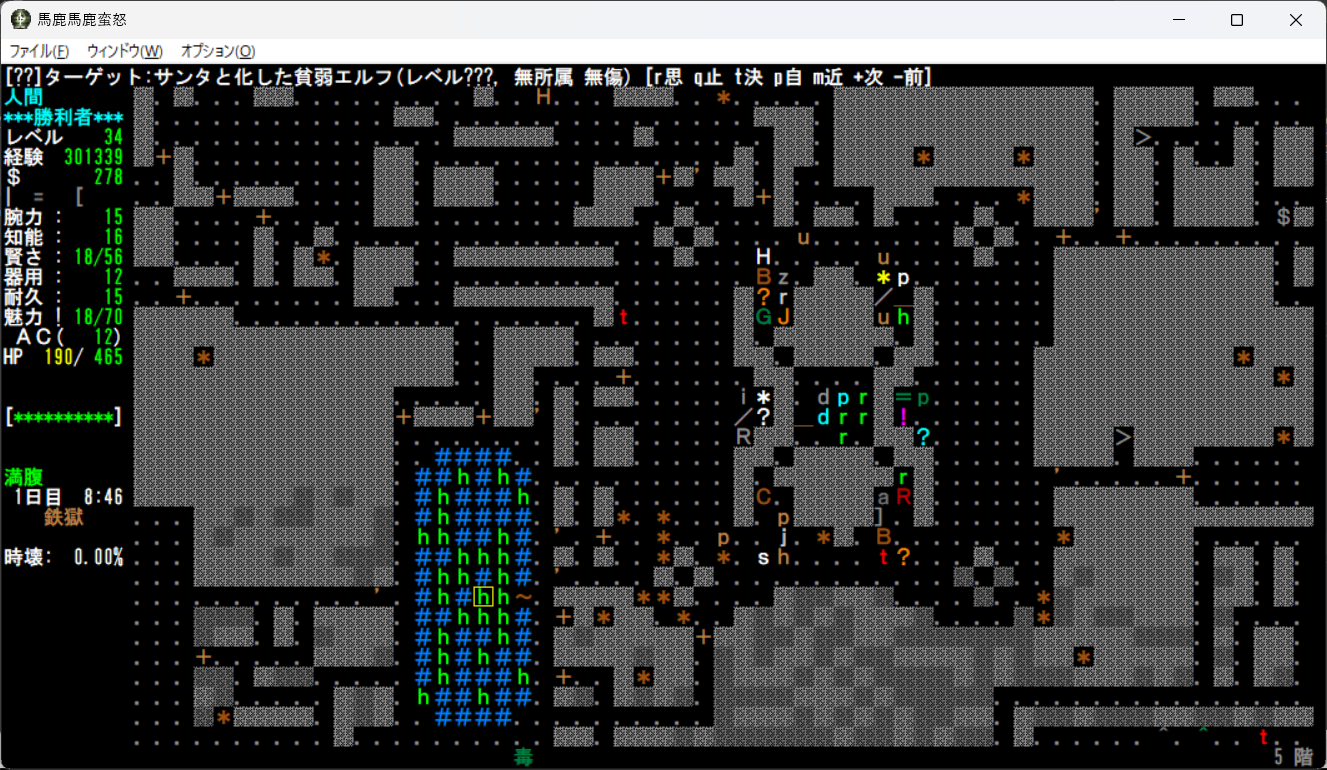 馬鹿馬鹿蛮怒
ファイル(F) ウィンドウ(W) オプション(O)
[??]ターゲット:サンタと化した貧弱エルフ(レベル???, 無所属 無傷) [r思 q止 t決 p自 m近 +次 -前]
人間
***勝利者***
レベル 34
経験 301339
$ 278
| = [
腕力 : 15
知能 : 16
賢さ : 18/56
器用 : 12
耐久 : 15
魅力 ! 18/70
AC( 12)
HP 190/ 465
[**********]
満腹
1日目 8:46
鉄獄
時壊: 0.00%
毒
5 階